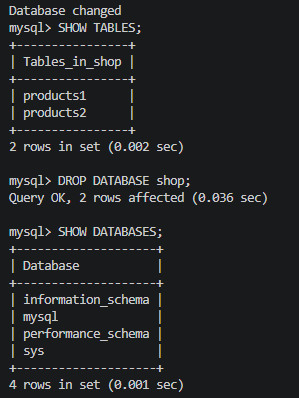 Database changed
mysql> SHOW TABLES;
+----------------+
| Tables_in_shop |
+----------------+
| products1      |
| products2      |
+----------------+
2 rows in set (0.002 sec)

mysql> DROP DATABASE shop;
Query OK, 2 rows affected (0.036 sec)

mysql> SHOW DATABASES;
+--------------------+
| Database           |
+--------------------+
| information_schema |
| mysql              |
| performance_schema |
| sys                |
+--------------------+
4 rows in set (0.001 sec)